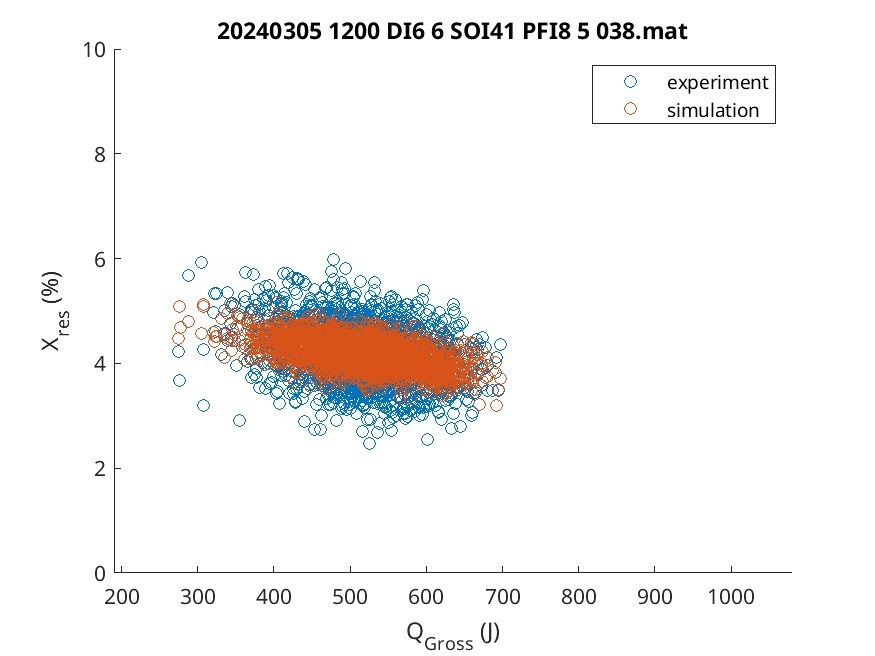 20240305 1200 DI6 6 SOI41 PFI8 5 038.mat
experiment
simulation
10
8
6
4
2
0
X_res (%)
200 300 400 500 600 700 800 900 1000
Q_Gross (J)